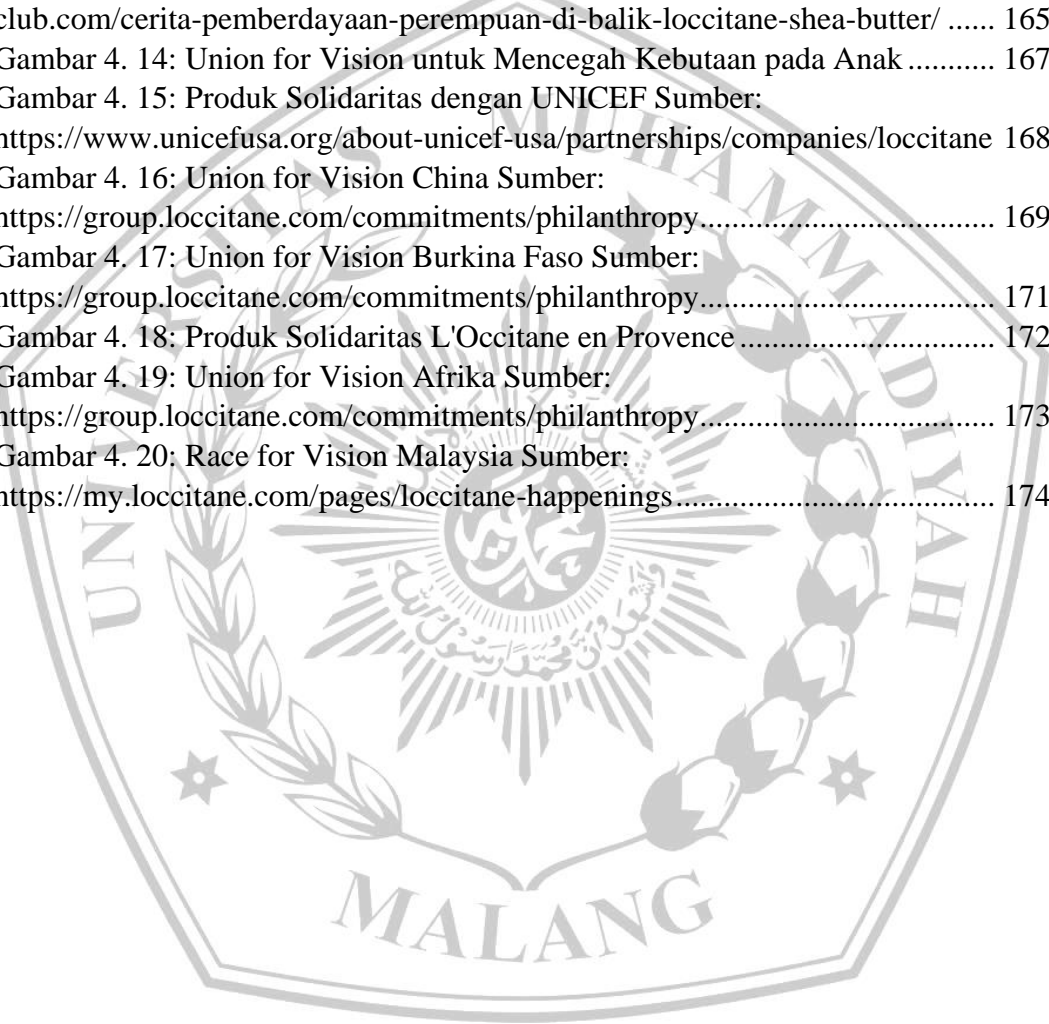 club.com/cerita-pemberdayaan-perempuan-di-balik-loccitane-shea-butter/ ...... 165
Gambar 4. 14: Union for Vision untuk Mencegah Kebutaan pada Anak ........... 167
Gambar 4. 15: Produk Solidaritas dengan UNICEF Sumber:
https://www.unicefusa.org/about-unicef-usa/partnerships/companies/loccitane 168
Gambar 4. 16: Union for Vision China Sumber:
https://group.loccitane.com/commitments/philanthropy.................................. 169
Gambar 4. 17: Union for Vision Burkina Faso Sumber:
https://group.loccitane.com/commitments/philanthropy.................................. 171
Gambar 4. 18: Produk Solidaritas L'Occitane en Provence ............................... 172
Gambar 4. 19: Union for Vision Afrika Sumber:
https://group.loccitane.com/commitments/philanthropy.................................. 173
Gambar 4. 20: Race for Vision Malaysia Sumber:
https://my.loccitane.com/pages/loccitane-happenings..................................... 174
UNIVERSITAS MUHAMMADIYAH
MALANG